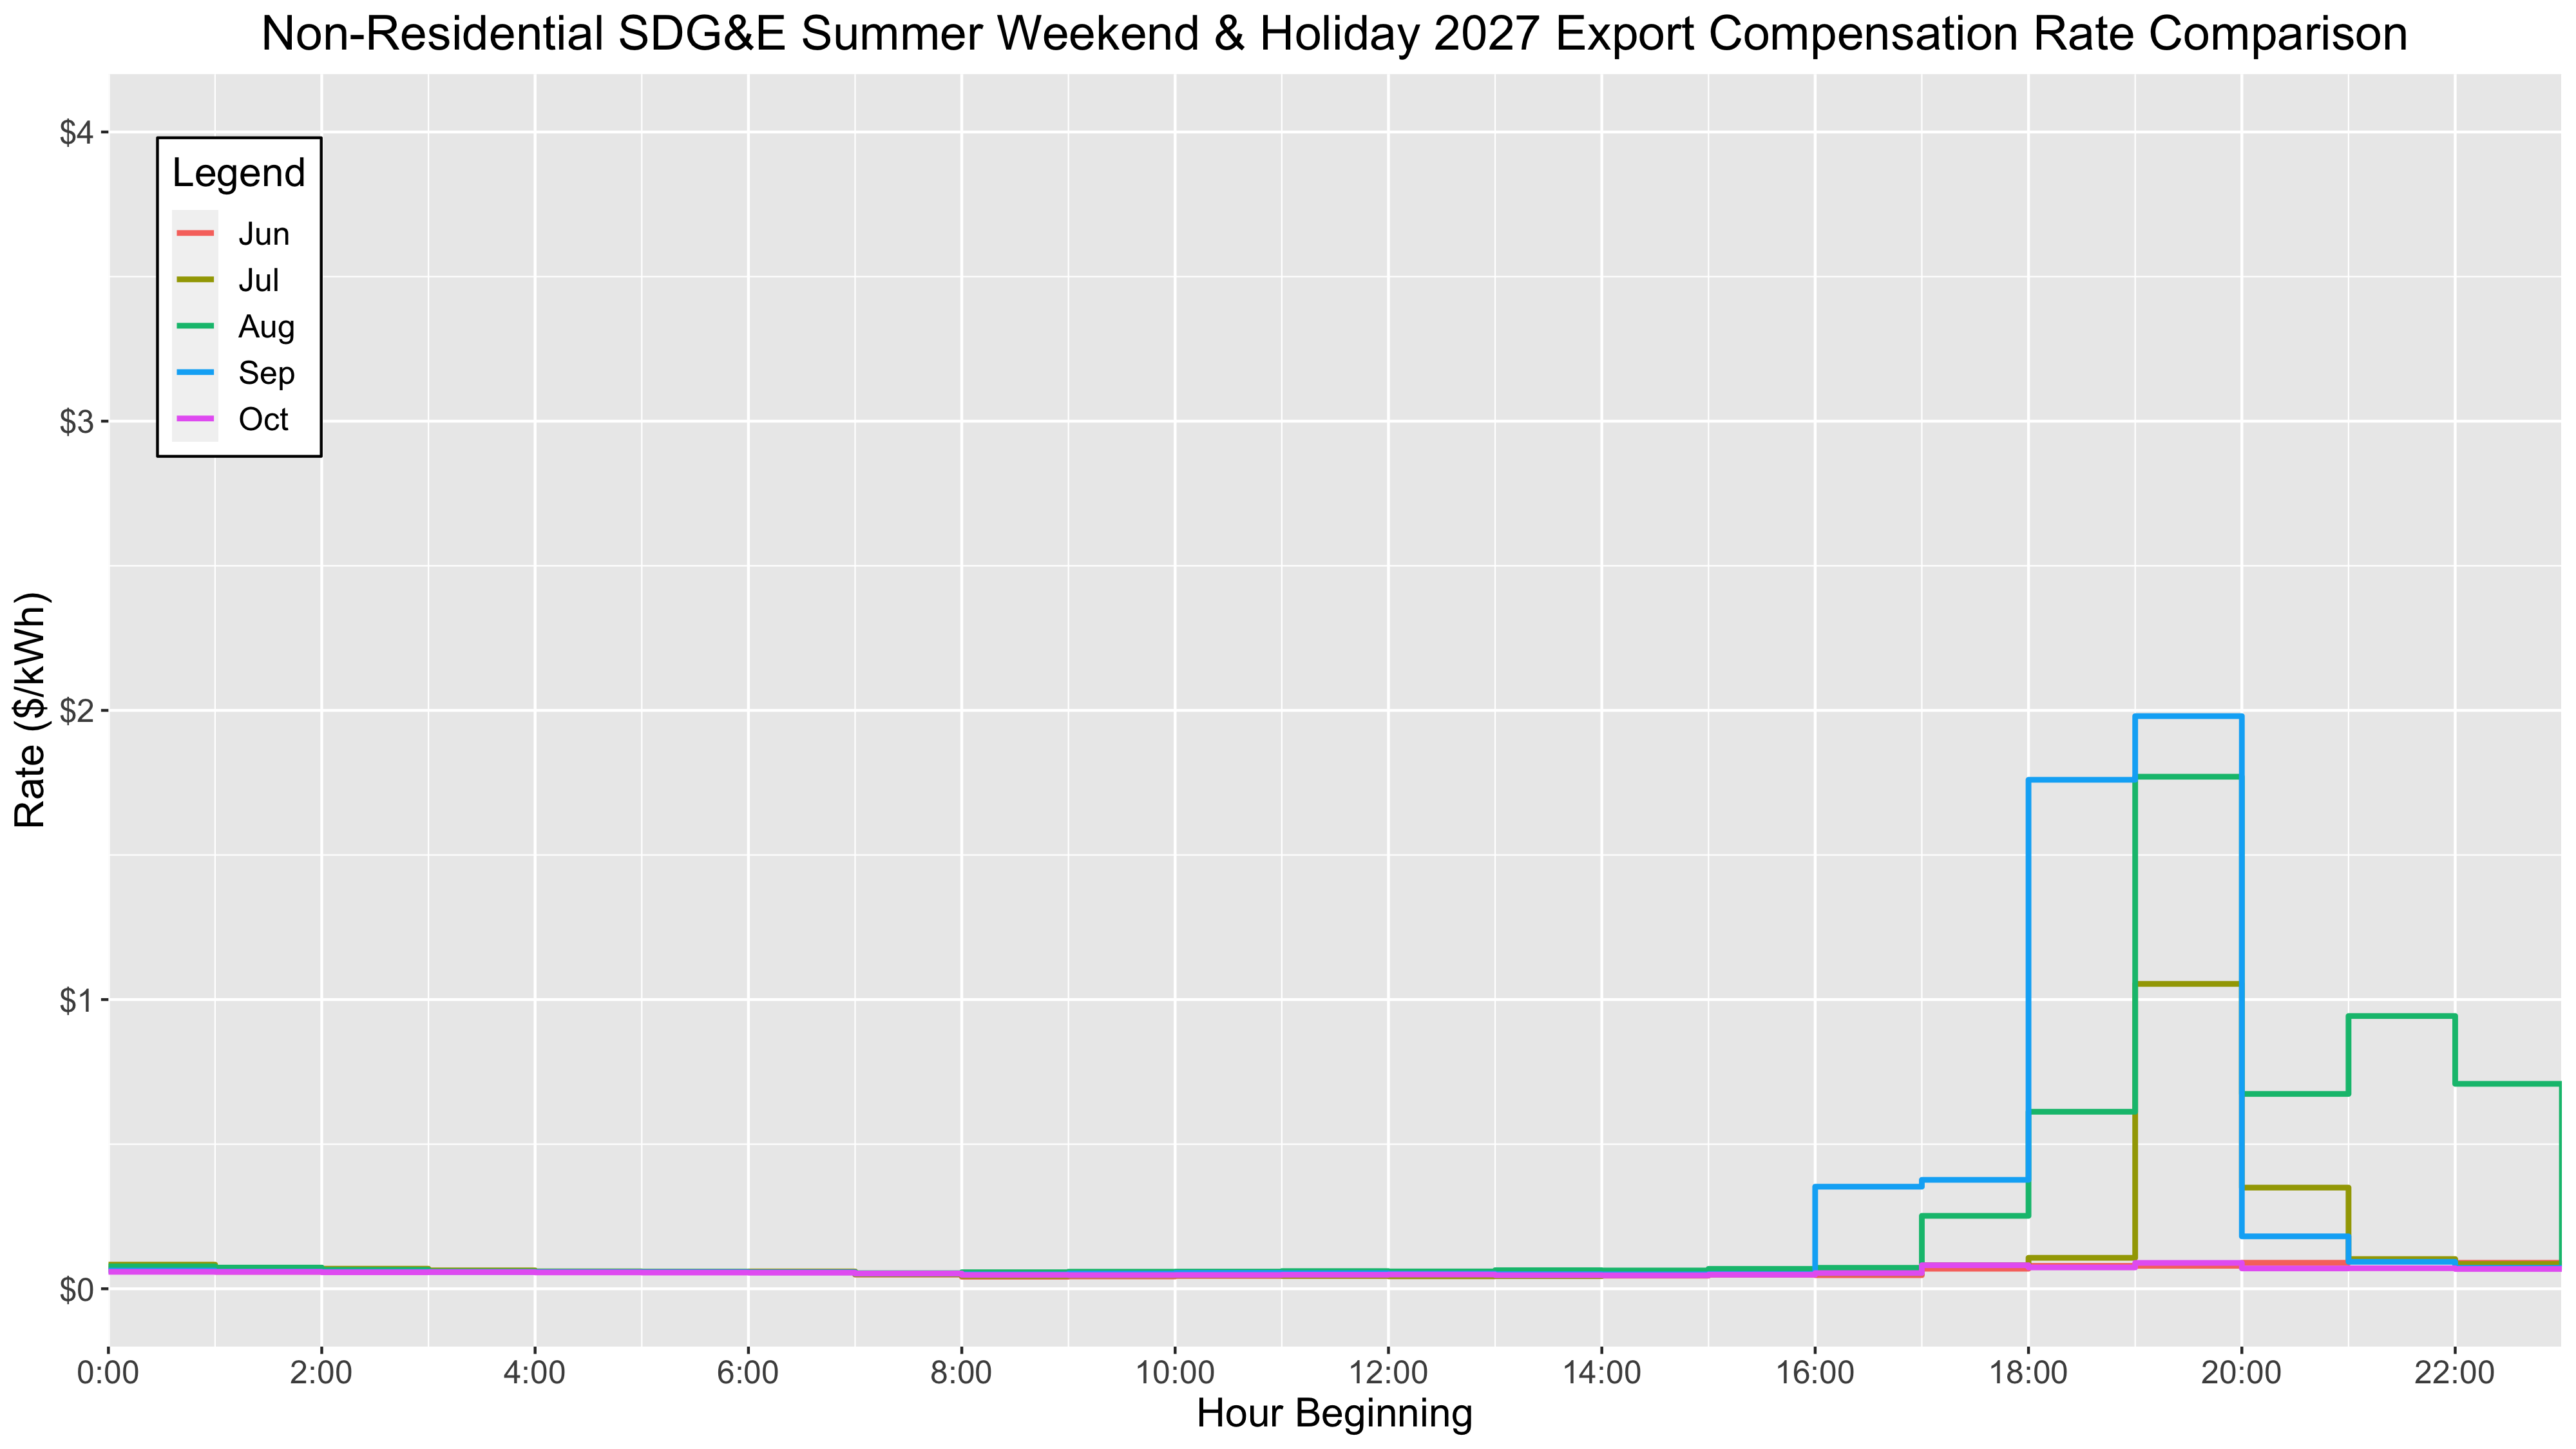 Non-Residential SDG&E Summer Weekend & Holiday 2027 Export Compensation Rate Comparison
$4
Legend
Jun
Jul
Aug
Sep
Oct
$3
$2
$1
$0
Rate ($/kWh)
0:00 2:00 4:00 6:00 8:00 10:00 12:00 14:00 16:00 18:00 20:00 22:00
Hour Beginning